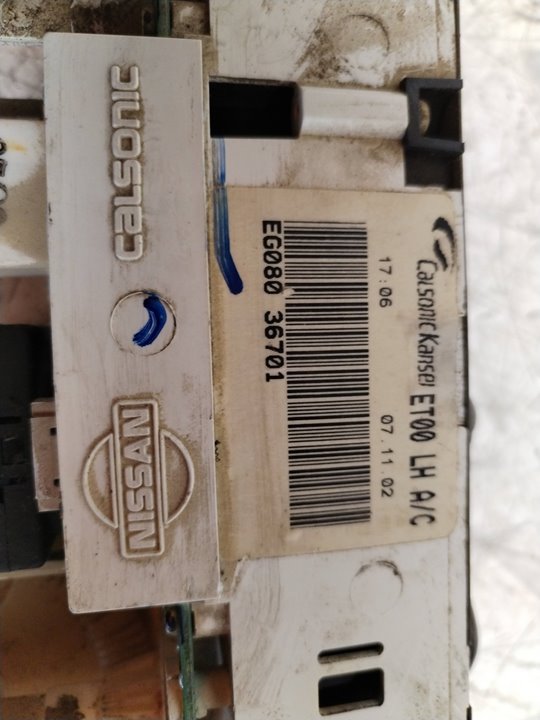 CALSONIC
NISSAN
CalsonicKansei
ET00 LH A/C
17:06
07.11.02
EG080 36701